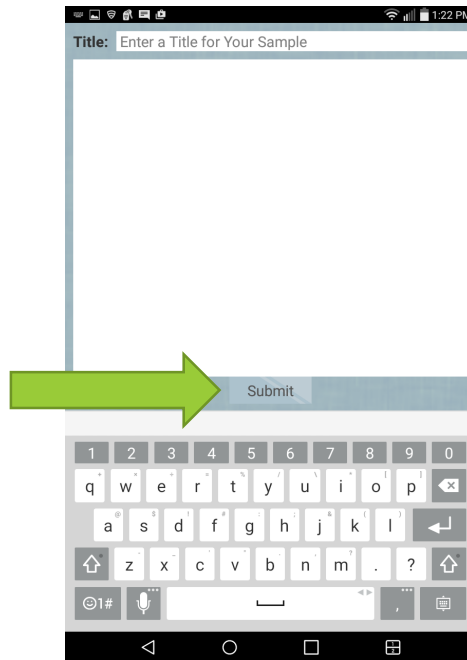 1:22 PM
Title: Enter a Title for Your Sample
Submit
1 2 3 4 5 6 7 8 9 0
q w e r t y u i o p
a s d f g h j k l
z x c v b n m . ?
1# ,